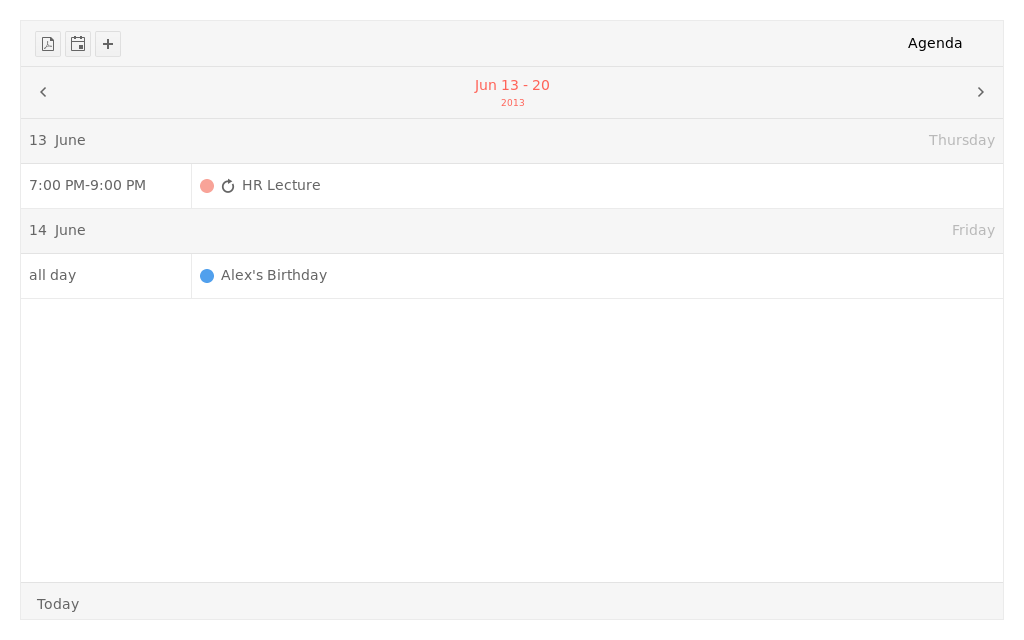 Agenda
Jun 13 - 20
2013
13 June Thursday
7:00 PM-9:00 PM HR Lecture
14 June Friday
all day Alex's Birthday
Today